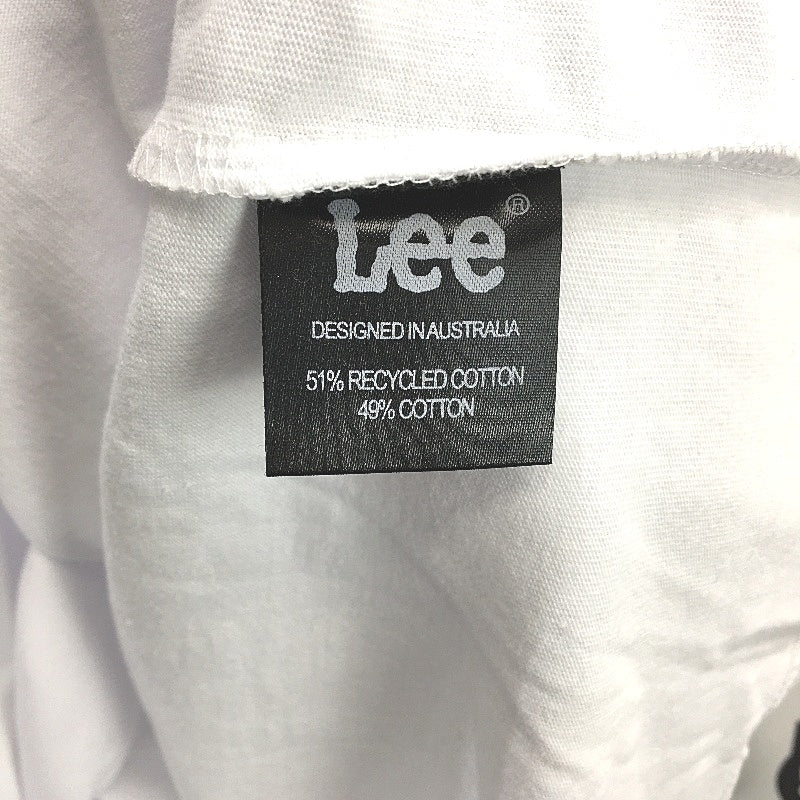 Lee®
DESIGNED IN AUSTRALIA
51% RECYCLED COTTON
49% COTTON